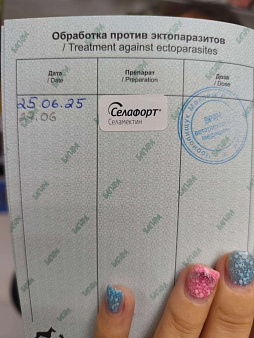 Обработка против эктопаразитов
/ Treatment against ectoparasites
Дата
/ Date
Препарат
/ Preparation
Доза
/ Dose
25.06.25
Селафорт®
Селамектин